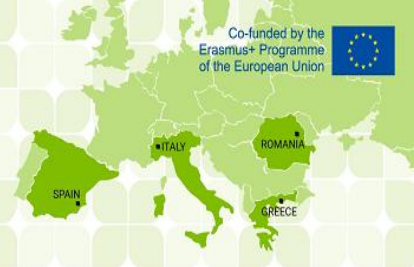 Co-funded by the
Erasmus+ Programme
of the European Union
ITALY
ROMANIA
SPAIN
GREECE